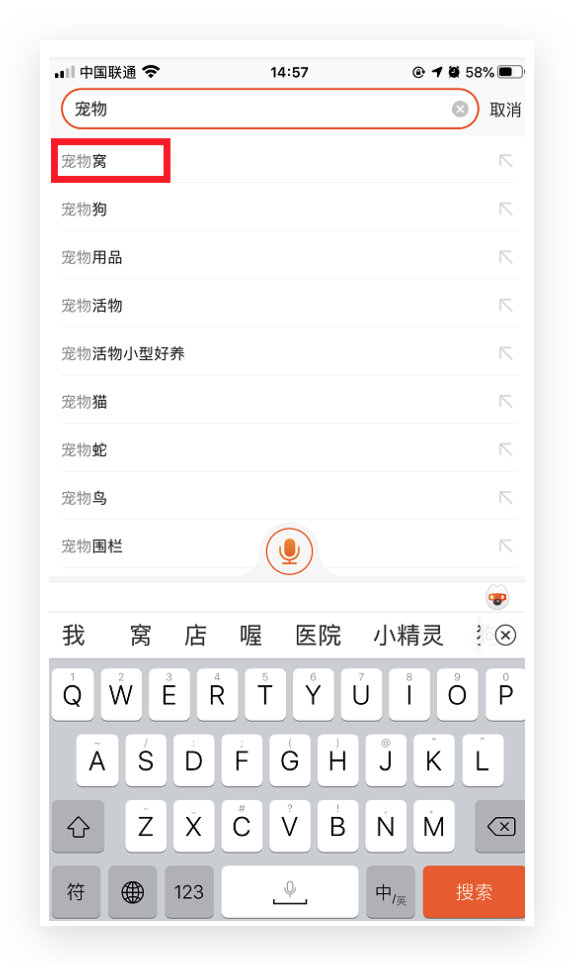 中国联通 14:57 58%
宠物 取消
宠物窝
宠物狗
宠物用品
宠物活物
宠物活物小型好养
宠物猫
宠物蛇
宠物鸟
宠物围栏
我 窝 店 喔 医院 小精灵
1 2 3 4 5 6 7 8 9 0
Q W E R T Y U I O P
~ / : ; ( ) @ " "
A S D F G H J K L
- _ # ? ! , 。
Z X C V B N M
符 123 中/英 搜索